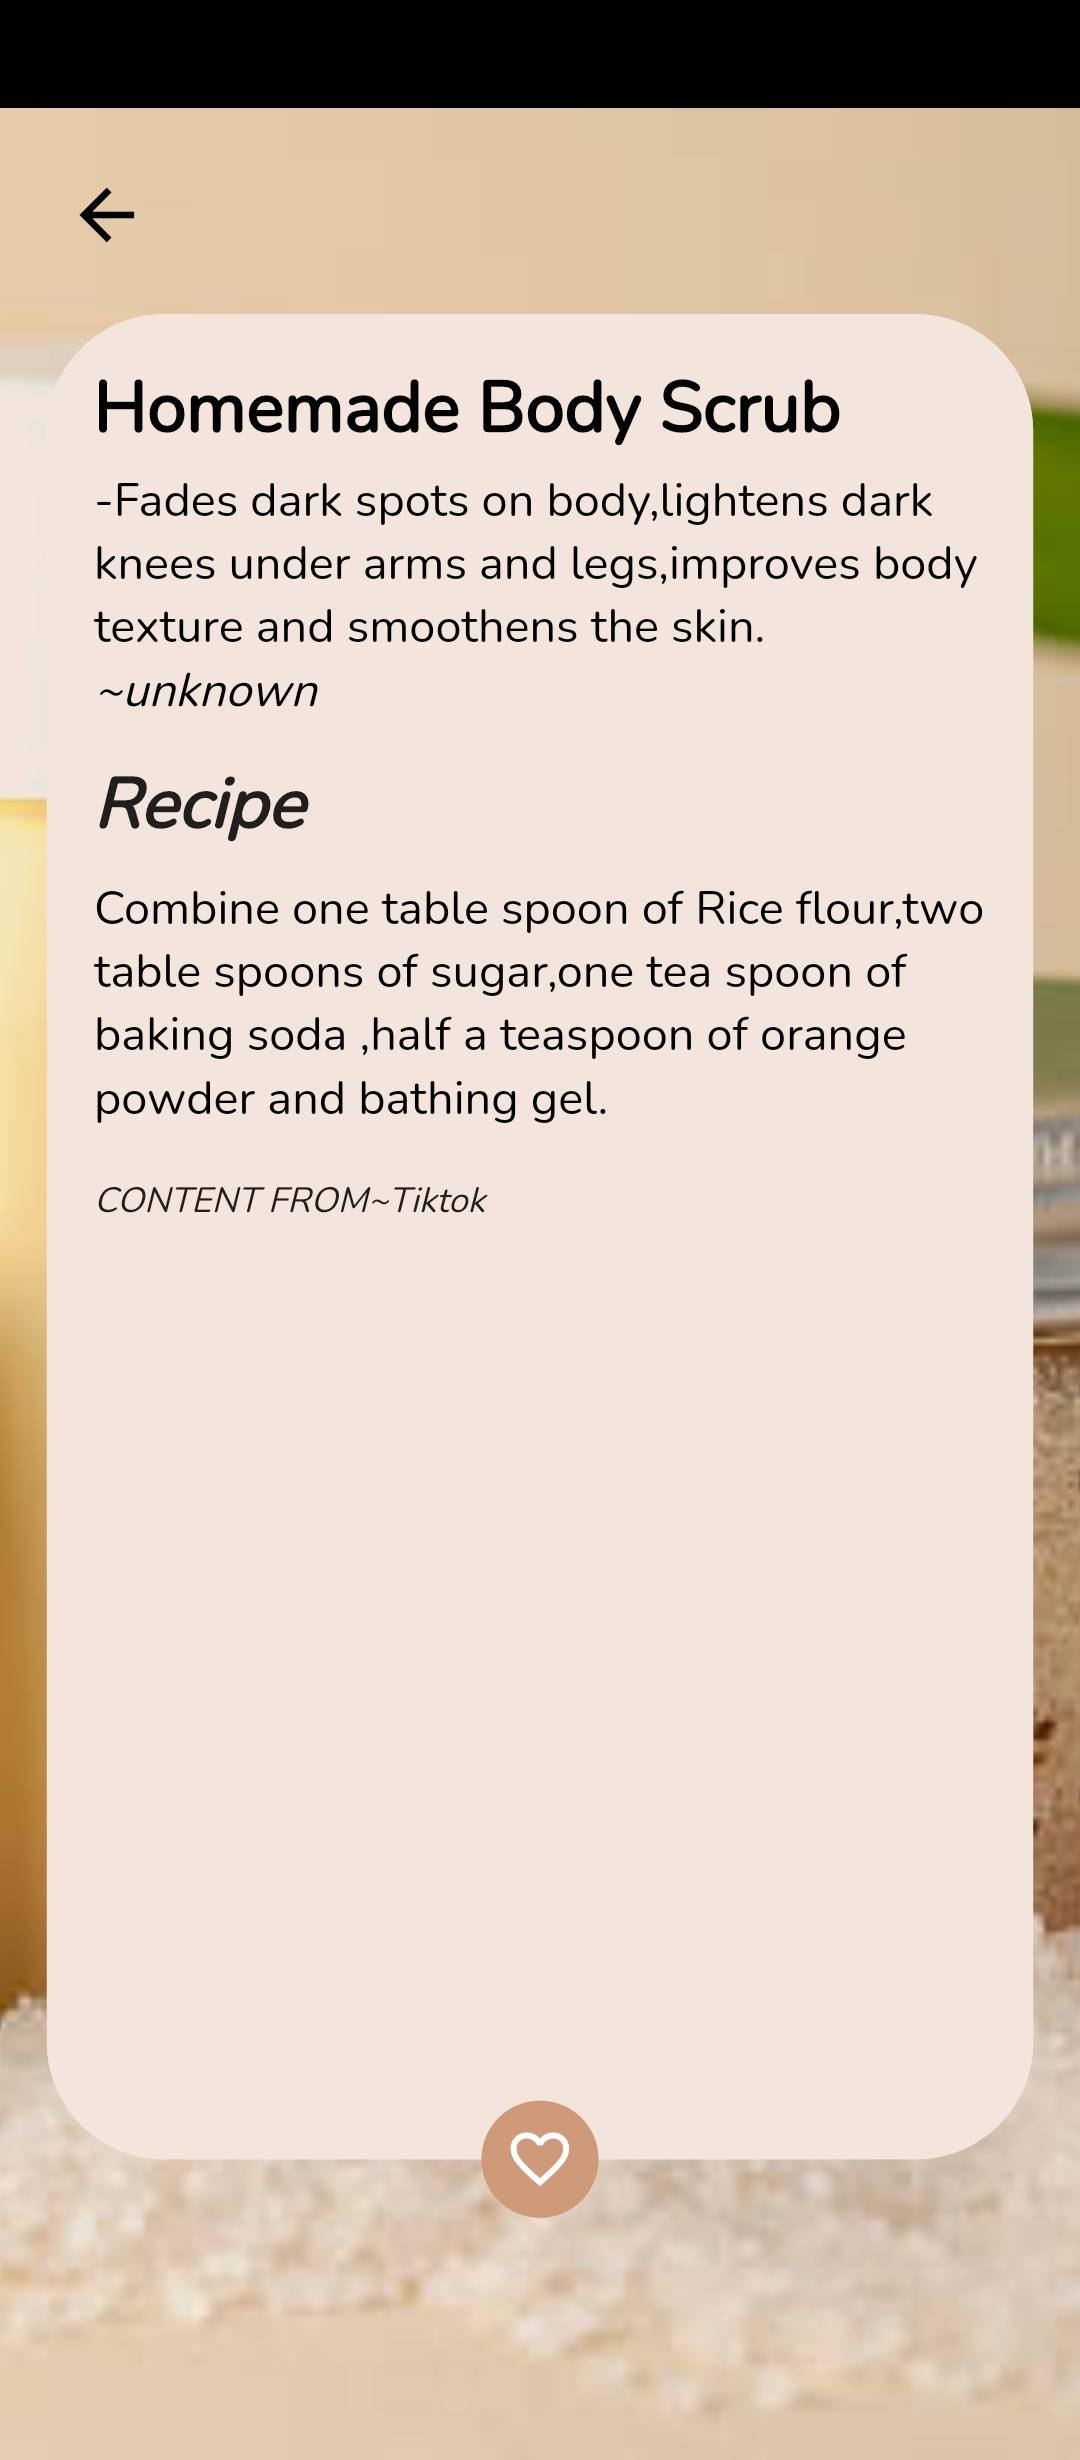 Homemade Body Scrub
-Fades dark spots on body,lightens dark
knees under arms and legs,improves body
texture and smoothens the skin.
~unknown
Recipe
Combine one table spoon of Rice flour,two
table spoons of sugar,one tea spoon of
baking soda ,half a teaspoon of orange
powder and bathing gel.
CONTENT FROM~Tiktok